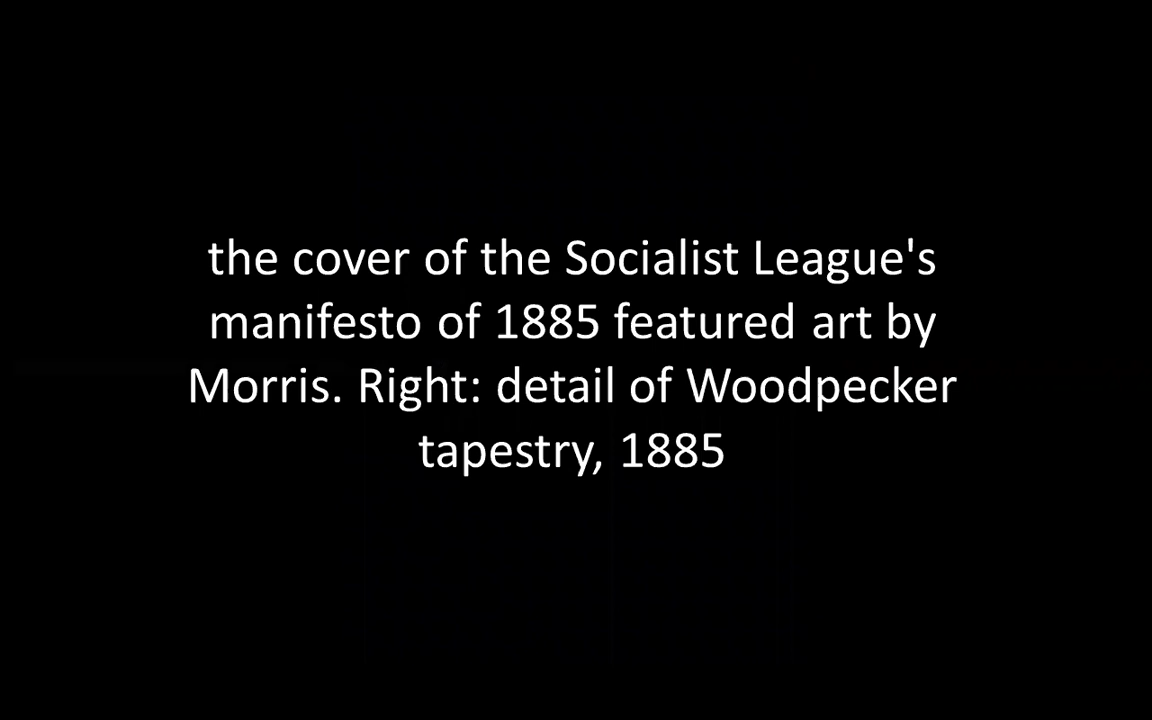 the cover of the Socialist League's
manifesto of 1885 featured art by
Morris. Right: detail of Woodpecker
tapestry, 1885